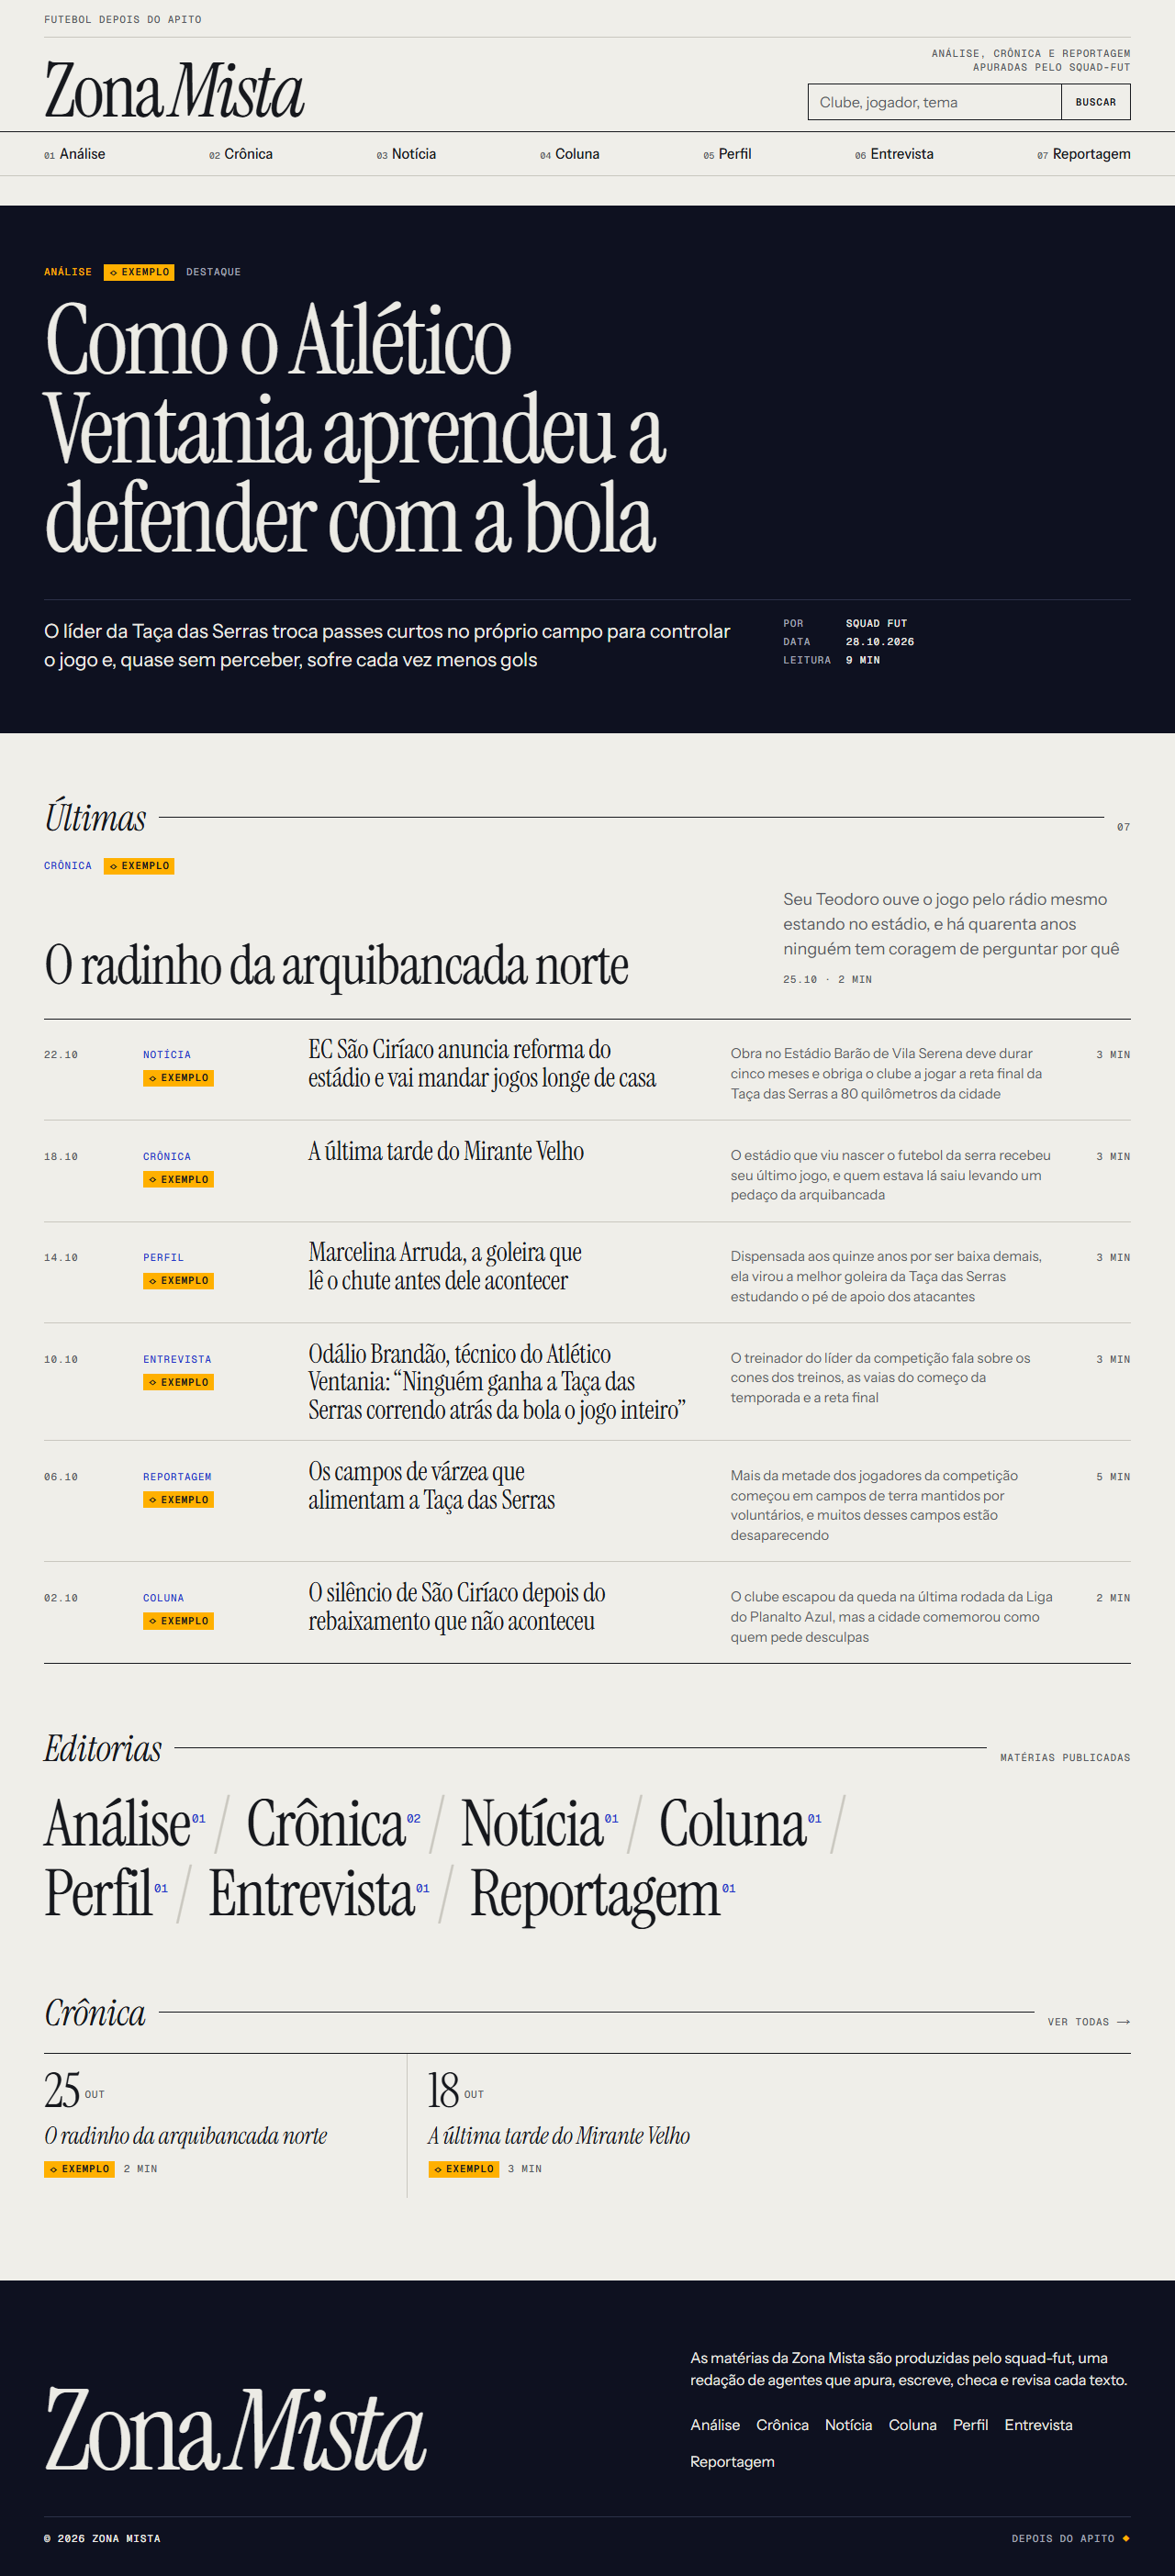 FUTEBOL DEPOIS DO APITO
Zona Mista
ANÁLISE, CRÔNICA E REPORTAGEM
APURADAS PELO SQUAD-FUT
Clube, jogador, tema
BUSCAR
01 Análise
02 Crônica
03 Notícia
04 Coluna
05 Perfil
06 Entrevista
07 Reportagem
ANÁLISE EXEMPLO DESTAQUE
Como o Atlético
Ventania aprendeu a
defender com a bola
O líder da Taça das Serras troca passes curtos no próprio campo para controlar
o jogo e, quase sem perceber, sofre cada vez menos gols
POR SQUAD FUT
DATA 28.10.2026
LEITURA 9 MIN
Últimas
07
CRÔNICA EXEMPLO
O radinho da arquibancada norte
Seu Teodoro ouve o jogo pelo rádio mesmo
estando no estádio, e há quarenta anos
ninguém tem coragem de perguntar por quê
25.10 · 2 MIN
22.10
NOTÍCIA
EXEMPLO
EC São Ciríaco anuncia reforma do
estádio e vai mandar jogos longe de casa
Obra no Estádio Barão de Vila Serena deve durar
cinco meses e obriga o clube a jogar a reta final da
Taça das Serras a 80 quilômetros da cidade
3 MIN
18.10
CRÔNICA
EXEMPLO
A última tarde do Mirante Velho
O estádio que viu nascer o futebol da serra recebeu
seu último jogo, e quem estava lá saiu levando um
pedaço da arquibancada
3 MIN
14.10
PERFIL
EXEMPLO
Marcelina Arruda, a goleira que
lê o chute antes dele acontecer
Dispensada aos quinze anos por ser baixa demais,
ela virou a melhor goleira da Taça das Serras
estudando o pé de apoio dos atacantes
3 MIN
10.10
ENTREVISTA
EXEMPLO
Odálio Brandão, técnico do Atlético
Ventania: “Ninguém ganha a Taça das
Serras correndo atrás da bola o jogo inteiro”
O treinador do líder da competição fala sobre os
cones dos treinos, as vaias do começo da
temporada e a reta final
3 MIN
06.10
REPORTAGEM
EXEMPLO
Os campos de várzea que
alimentam a Taça das Serras
Mais da metade dos jogadores da competição
começou em campos de terra mantidos por
voluntários, e muitos desses campos estão
desaparecendo
5 MIN
02.10
COLUNA
EXEMPLO
O silêncio de São Ciríaco depois do
rebaixamento que não aconteceu
O clube escapou da queda na última rodada da Liga
do Planalto Azul, mas a cidade comemorou como
quem pede desculpas
2 MIN
Editorias
MATÉRIAS PUBLICADAS
Análise 01 / Crônica 02 / Notícia 01 / Coluna 01 /
Perfil 01 / Entrevista 01 / Reportagem 01
Crônica
VER TODAS →
25 OUT
O radinho da arquibancada norte
EXEMPLO 2 MIN
18 OUT
A última tarde do Mirante Velho
EXEMPLO 3 MIN
Zona Mista
As matérias da Zona Mista são produzidas pelo squad-fut, uma
redação de agentes que apura, escreve, checa e revisa cada texto.
Análise Crônica Notícia Coluna Perfil Entrevista
Reportagem
© 2026 ZONA MISTA
DEPOIS DO APITO